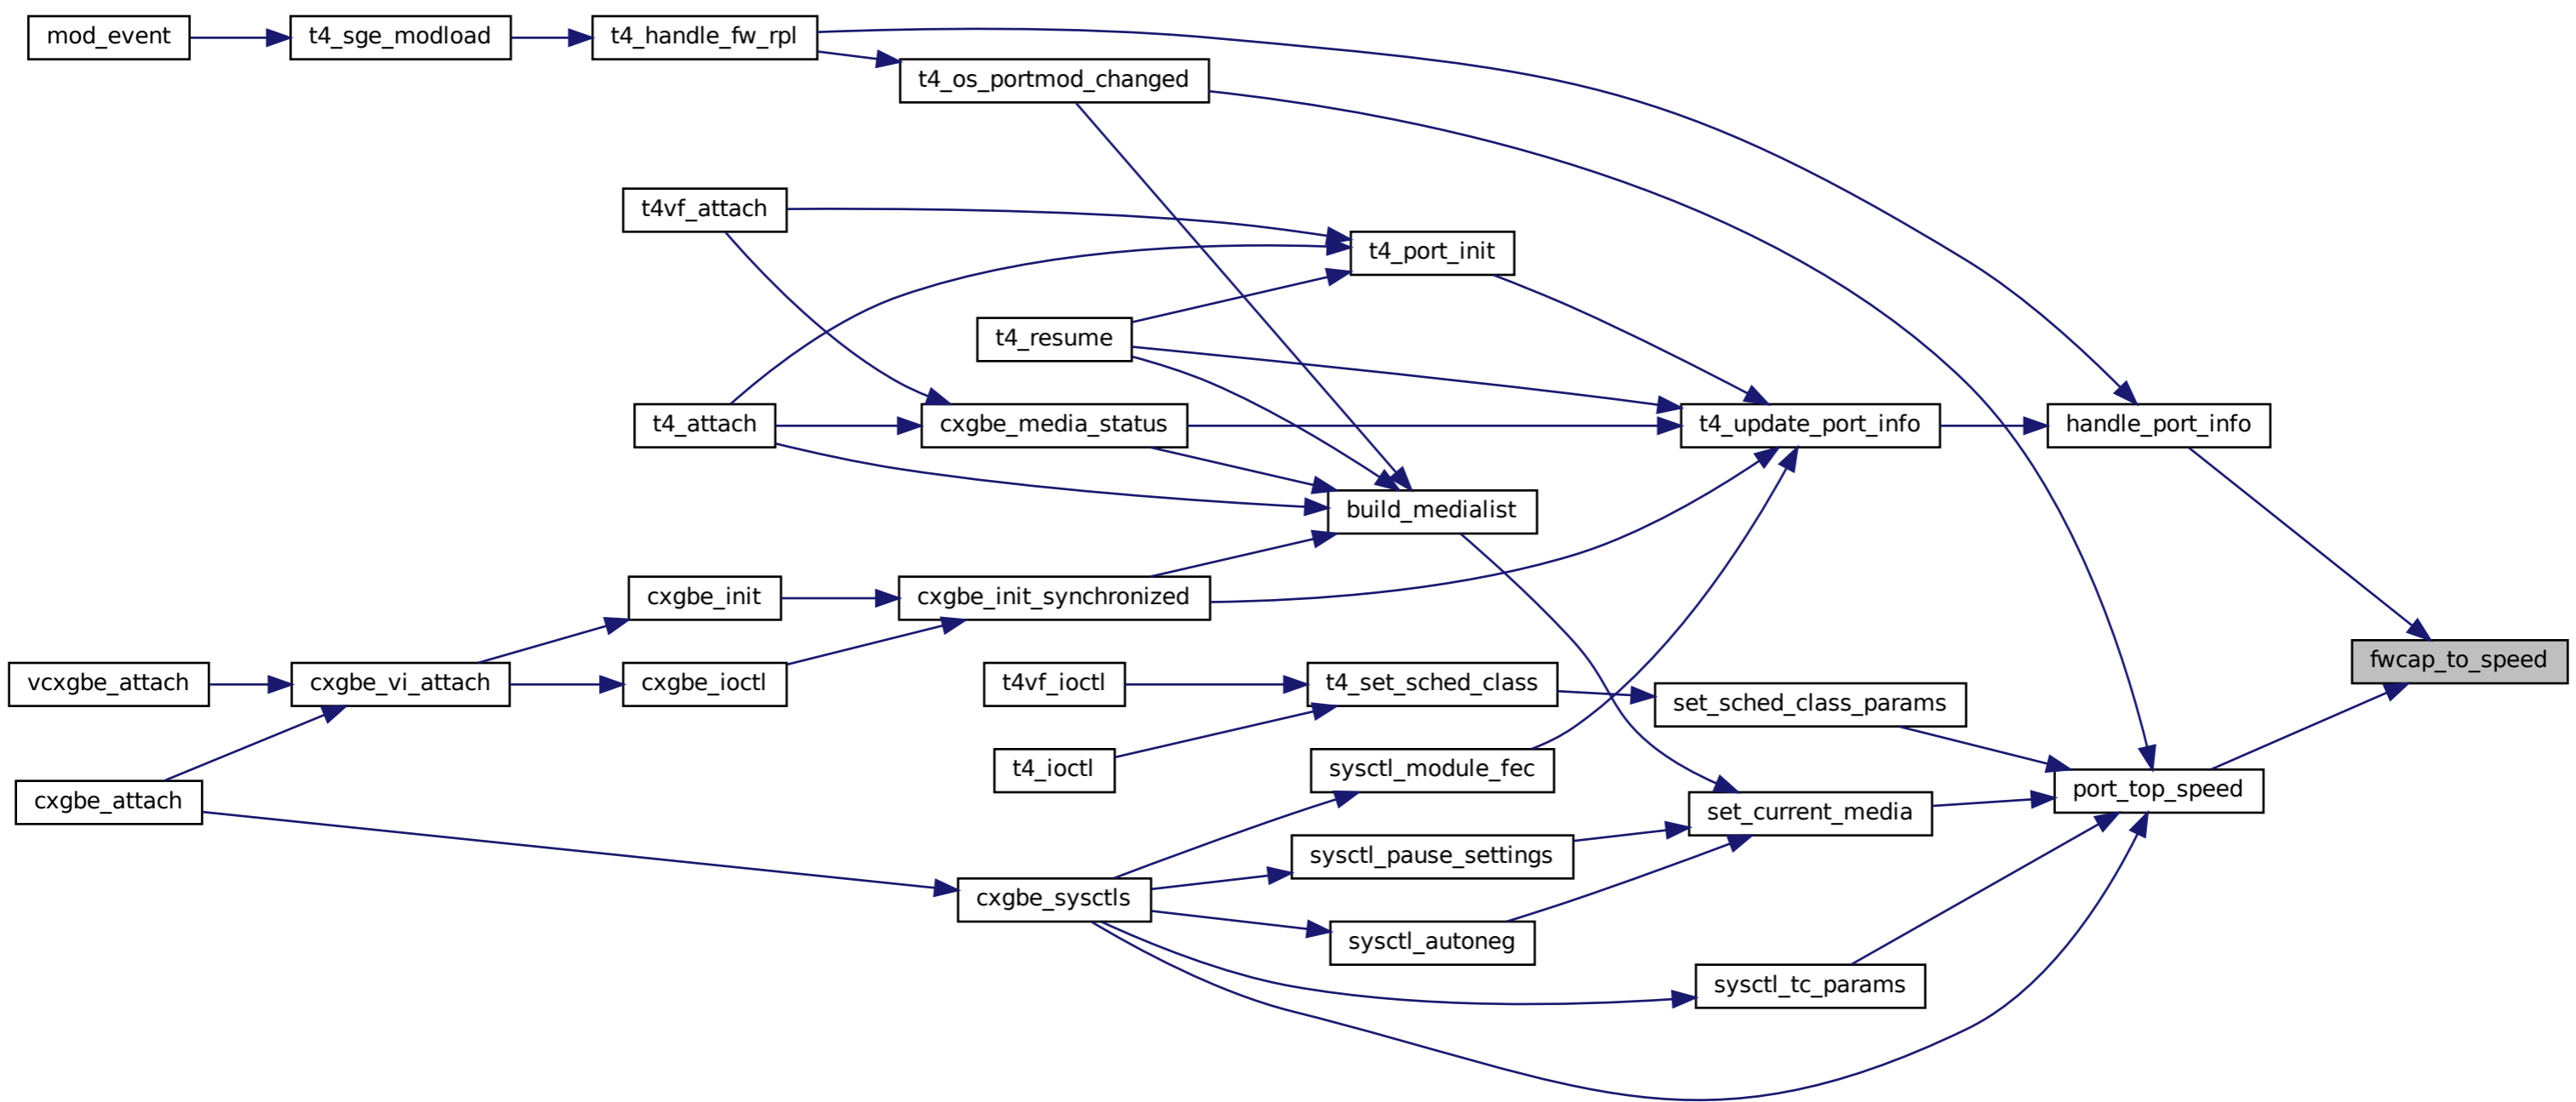 mod_event
t4_sge_modload
t4_handle_fw_rpl
t4_os_portmod_changed
t4vf_attach
t4_port_init
t4_resume
t4_attach
cxgbe_media_status
t4_update_port_info
handle_port_info
build_medialist
cxgbe_init
cxgbe_init_synchronized
fwcap_to_speed
vcxgbe_attach
cxgbe_vi_attach
cxgbe_ioctl
t4vf_ioctl
t4_set_sched_class
set_sched_class_params
t4_ioctl
sysctl_module_fec
port_top_speed
cxgbe_attach
set_current_media
sysctl_pause_settings
cxgbe_sysctls
sysctl_autoneg
sysctl_tc_params